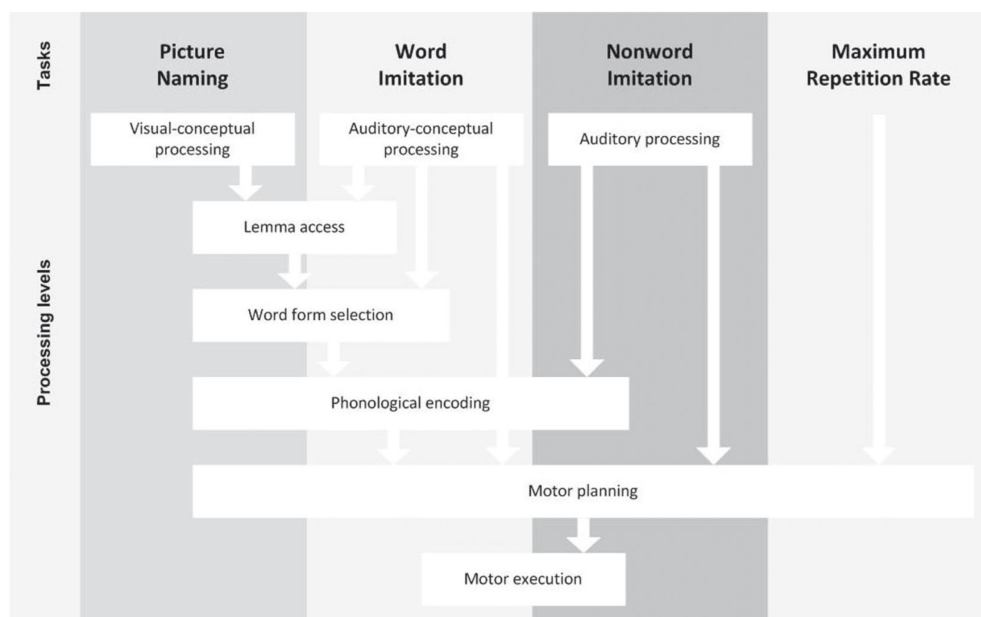 Tasks
Picture
Naming
Word
Imitation
Nonword
Imitation
Maximum
Repetition Rate
Processing levels
Visual-conceptual
processing
Auditory-conceptual
processing
Auditory processing
Lemma access
Word form selection
Phonological encoding
Motor planning
Motor execution